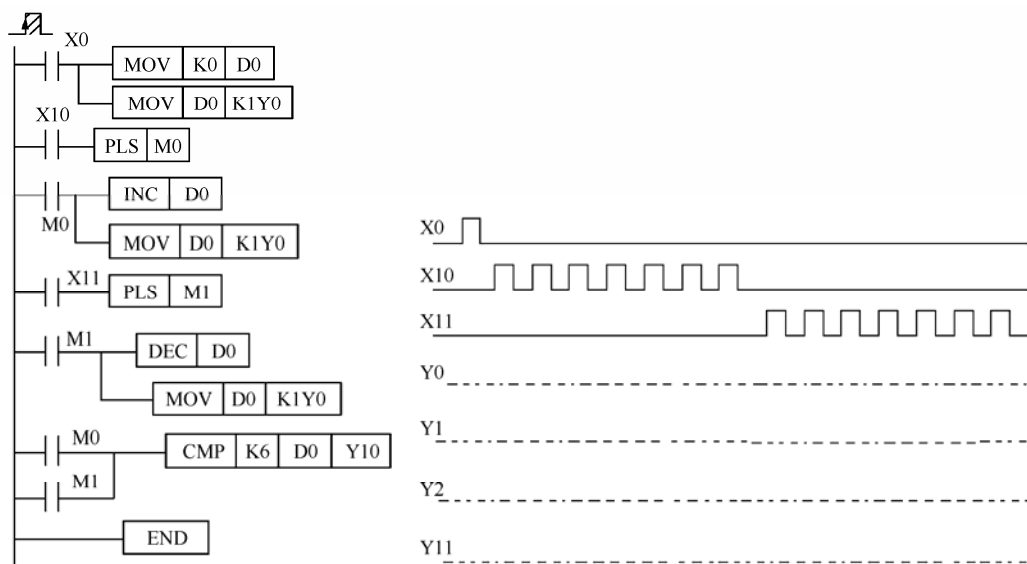 X0
MOV K0 D0
MOV D0 K1Y0
X10
PLS M0
INC D0
M0
MOV D0 K1Y0
X11
PLS M1
M1
DEC D0
MOV D0 K1Y0
M0
CMP K6 D0 Y10
M1
END
X0
X10
X11
Y0
Y1
Y2
Y11